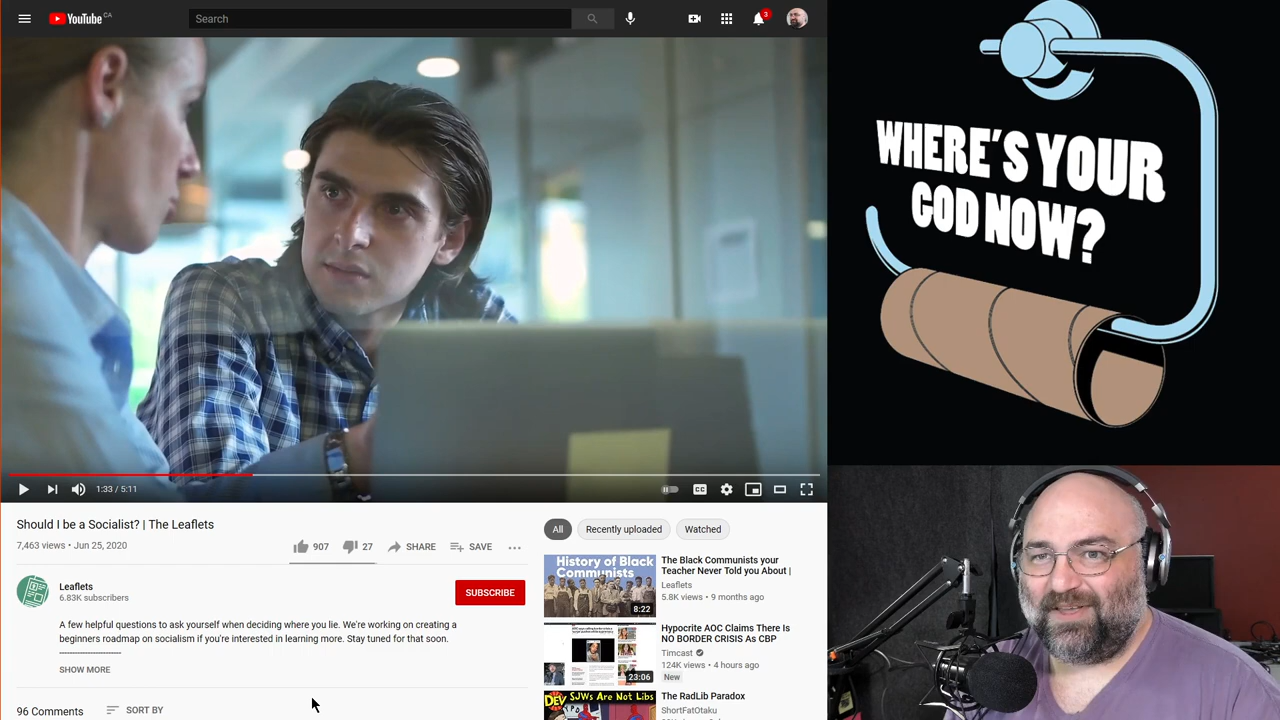 YouTube CA
Search
3
WHERE'S YOUR
GOD NOW?
1:33 / 5:11
CC
Should I be a Socialist? | The Leaflets
7,463 views • Jun 25, 2020
907
27
SHARE
SAVE
Leaflets
6.83K subscribers
SUBSCRIBE
A few helpful questions to ask yourself when deciding where you lie. We're working on creating a
beginners roadmap on socialism if you're interested in learning more. Stay tuned for that soon.
------------------------
SHOW MORE
96 Comments
SORT BY
All
Recently uploaded
Watched
History of Black
Communists
8:22
The Black Communists your
Teacher Never Told you About |
Leaflets
5.8K views • 9 months ago
23:06
Hypocrite AOC Claims There Is
NO BORDER CRISIS As CBP
Timcast
124K views • 4 hours ago
New
DEV
SJWs Are Not Libs
The RadLib Paradox
ShortFatOtaku